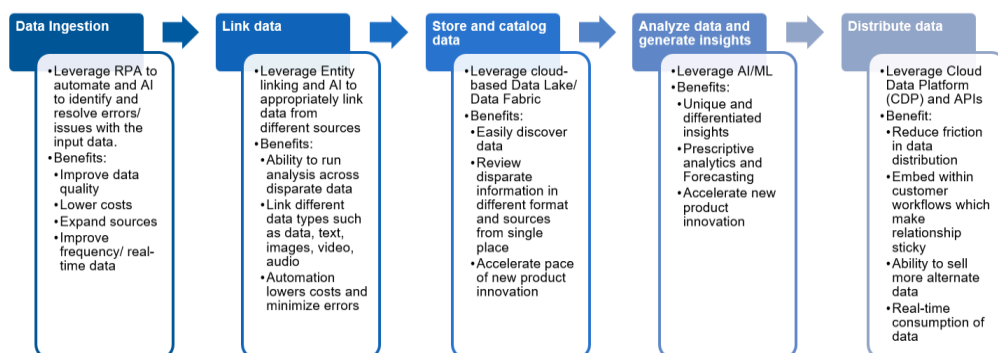 Data Ingestion
•Leverage RPA to
automate and AI
to identify and
resolve errors/
issues with the
input data.
•Benefits:
•Improve data
quality
•Lower costs
•Expand sources
•Improve
frequency/ real-
time data
Link data
•Leverage Entity
linking and AI to
appropriately link
data from
different sources
•Benefits:
•Ability to run
analysis across
disparate data
•Link different
data types such
as data, text,
images, video,
audio
•Automation
lowers costs and
minimize errors
Store and catalog
data
•Leverage cloud-
based Data Lake/
Data Fabric
•Benefits:
•Easily discover
data
•Review
disparate
information in
different format
and sources
from single
place
•Accelerate pace
of new product
innovation
Analyze data and
generate insights
•Leverage AI/ML
•Benefits:
•Unique and
differentiated
insights
•Prescriptive
analytics and
Forecasting
•Accelerate new
product
innovation
Distribute data
•Leverage Cloud
Data Platform
(CDP) and APIs
•Benefit:
•Reduce friction
in data
distribution
•Embed within
customer
workflows which
make
relationship
sticky
•Ability to sell
more alternate
data
•Real-time
consumption of
data